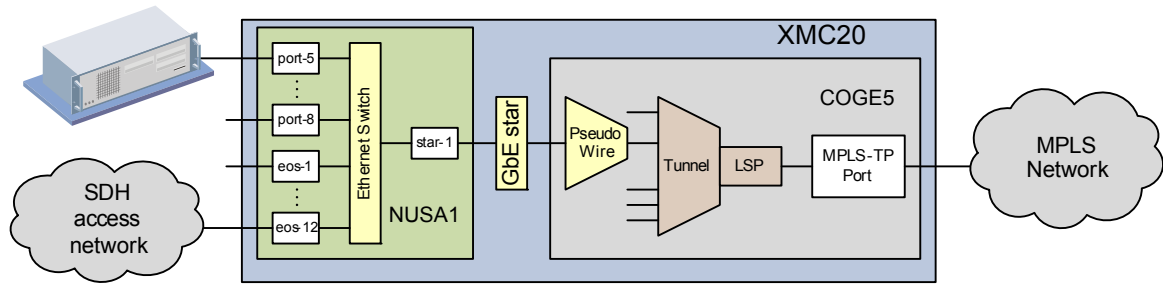 XMC20
port-5
port-8
eos-1
eos-12
Ethernet Switch
star-1
NUSA1
GbE star
COGE5
Pseudo
Wire
Tunnel
LSP
MPLS-TP
Port
MPLS
Network
SDH
access
network